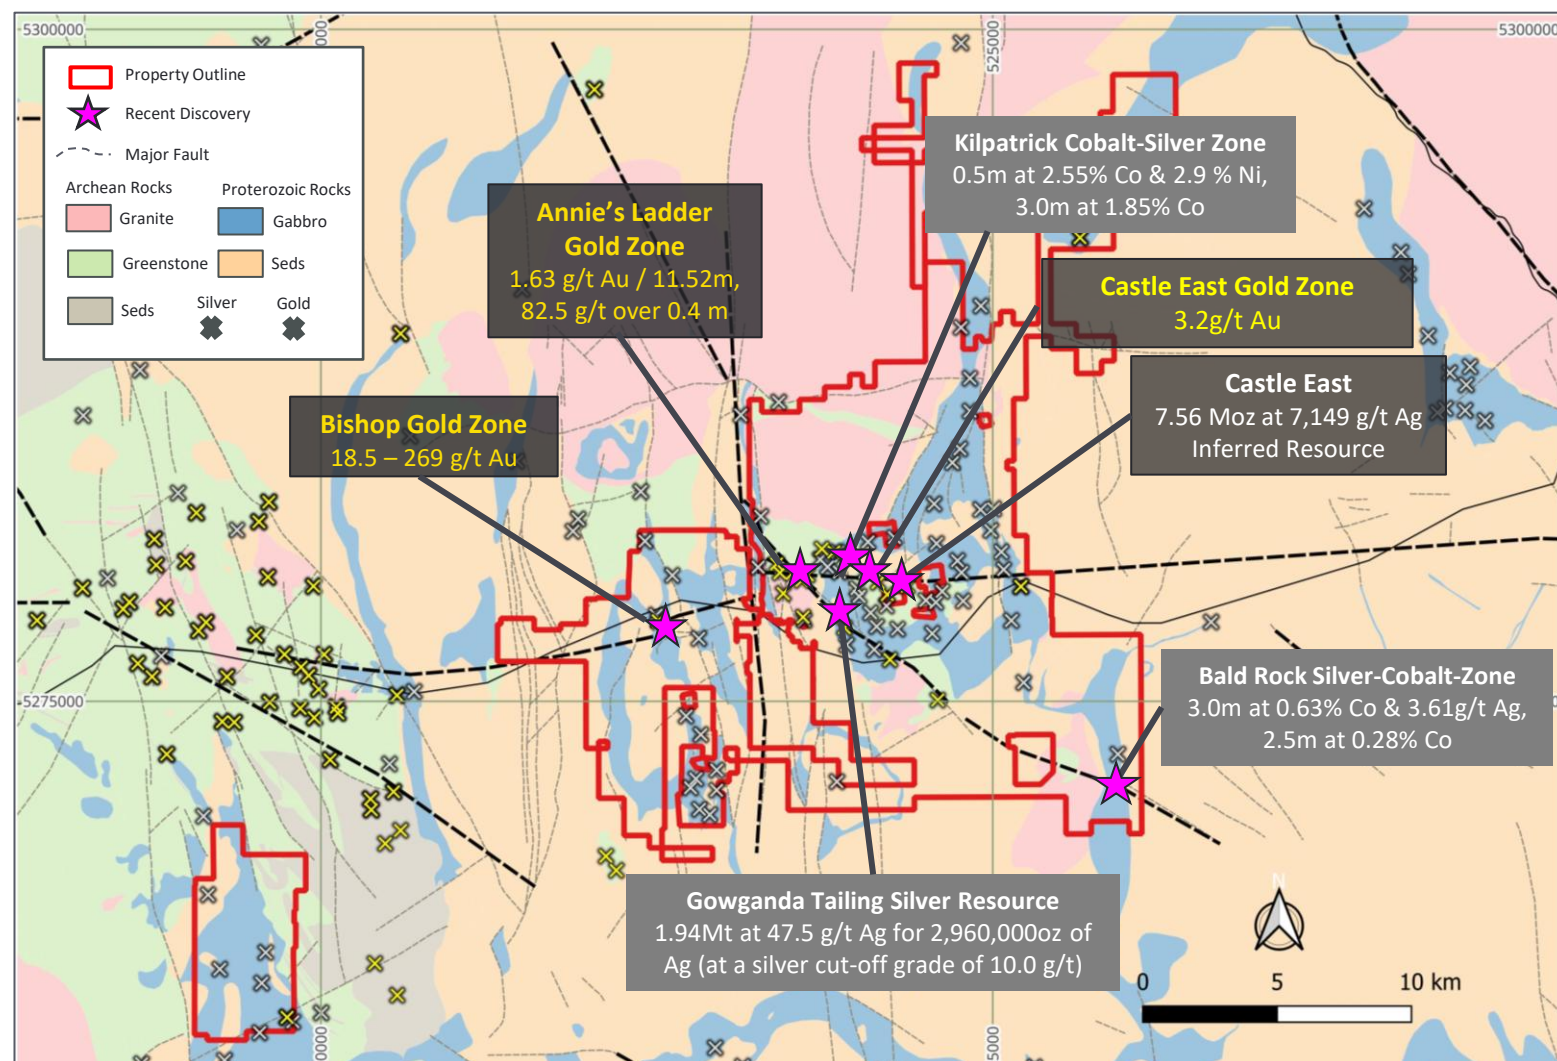 5300000
0000
525000
5300000
Property Outline
Recent Discovery
Major Fault
Archean Rocks
Proterozoic Rocks
Granite
Gabbro
Greenstone
Seds
Seds
Silver
Gold
Kilpatrick Cobalt-Silver Zone
0.5m at 2.55% Co & 2.9 % Ni,
3.0m at 1.85% Co
Annie’s Ladder
Gold Zone
1.63 g/t Au / 11.52m,
82.5 g/t over 0.4 m
Castle East Gold Zone
3.2g/t Au
Castle East
7.56 Moz at 7,149 g/t Ag
Inferred Resource
Bishop Gold Zone
18.5 – 269 g/t Au
Bald Rock Silver-Cobalt-Zone
3.0m at 0.63% Co & 3.61g/t Ag,
2.5m at 0.28% Co
5275000
5275000
Gowganda Tailing Silver Resource
1.94Mt at 47.5 g/t Ag for 2,960,000oz of
Ag (at a silver cut-off grade of 10.0 g/t)
N
0 5 10 km
0000
5000